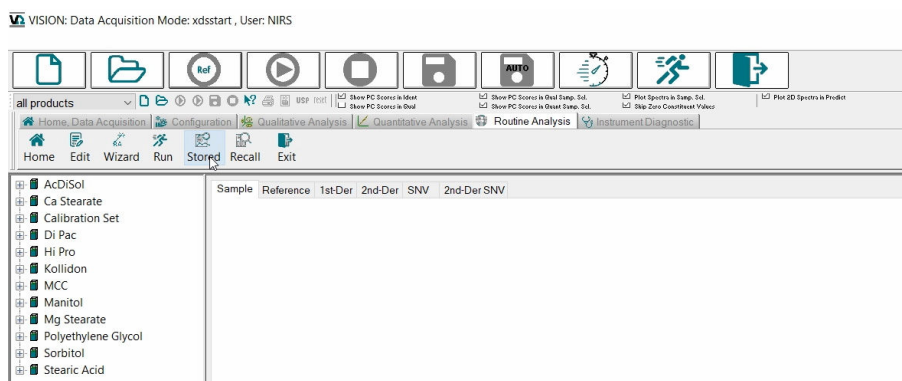 VISION: Data Acquisition Mode: xdsstart , User: NIRS
Ref
AUTO
all products
USP
Show PC Scores in Ident
Show PC Scores in Qual
Show PC Scores in Qual Samp. Sel.
Show PC Scores in Quant Samp. Sel.
Plot Spectra in Samp. Sel.
Skip Zero Constituent Values
Plot 2D Spectra in Predict
Home, Data Acquisition Configuration Qualitative Analysis Quantitative Analysis Routine Analysis Instrument Diagnostic
Home Edit Wizard Run Stored Recall Exit
AcDiSol
Ca Stearate
Calibration Set
Di Pac
Hi Pro
Kollidon
MCC
Manitol
Mg Stearate
Polyethylene Glycol
Sorbitol
Stearic Acid
Sample Reference 1st-Der 2nd-Der SNV 2nd-Der SNV